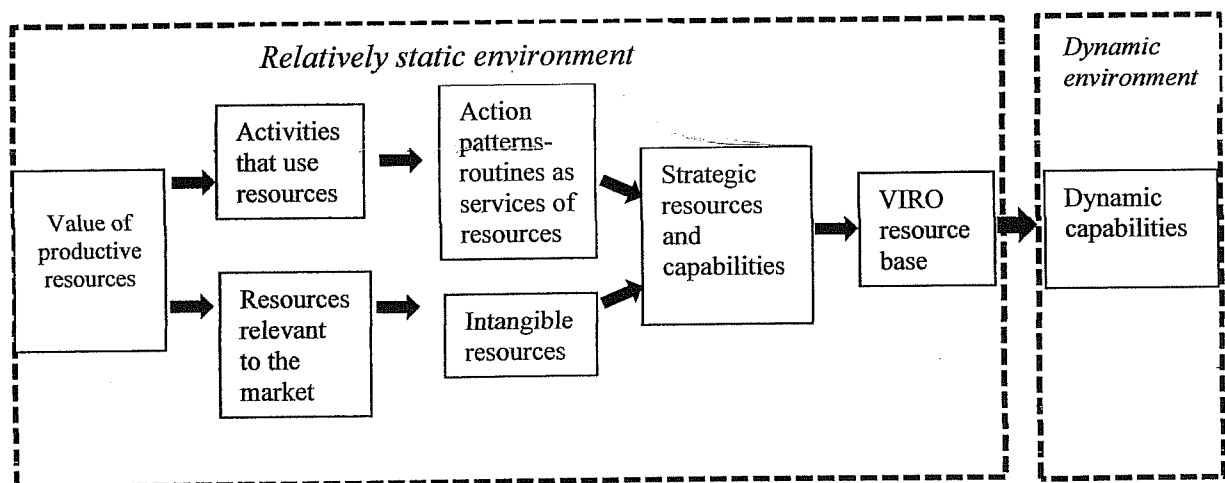 Relatively static environment
Dynamic
environment
Value of
productive
resources
Activities
that use
resources
Resources
relevant
to the
market
Action
patterns-
routines as
services of
resources
Intangible
resources
Strategic
resources
and
capabilities
VIRO
resource
base
Dynamic
capabilities